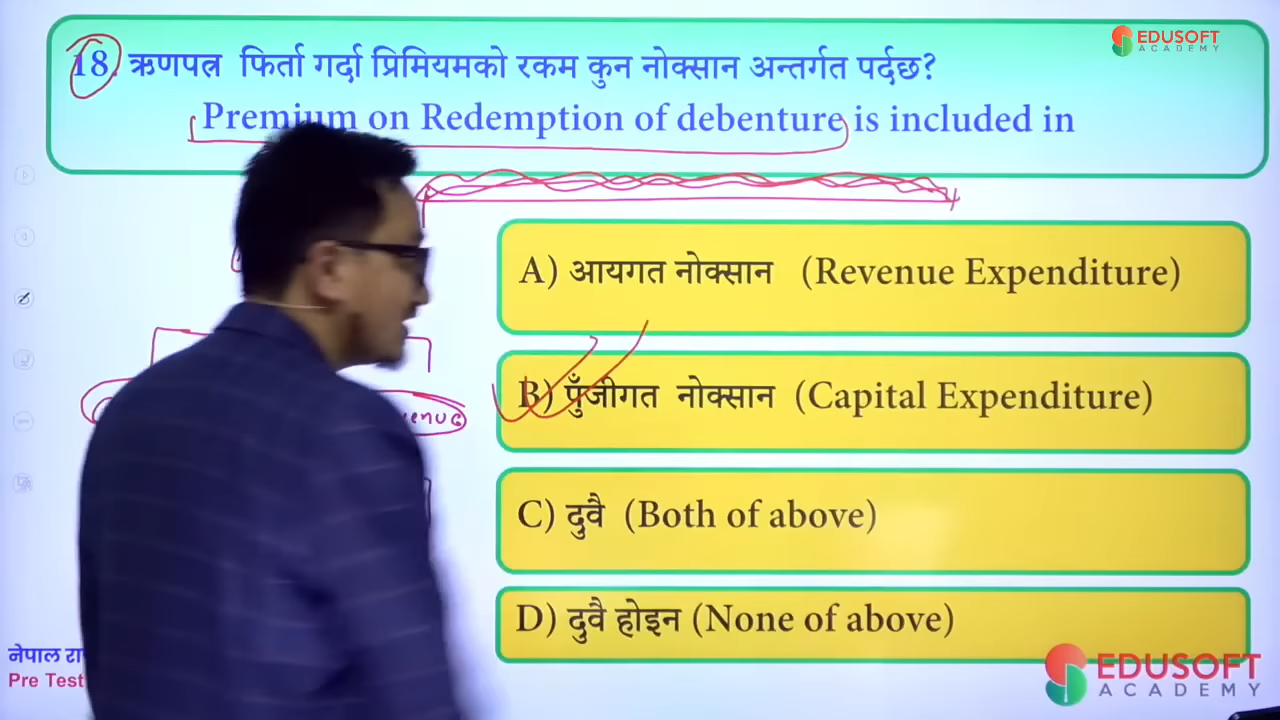 EDUSOFT
ACADEMY
18. ऋणपत्र फिर्ता गर्दा प्रिमियमको रकम कुन नोक्सान अन्तर्गत पर्दछ?
Premium on Redemption of debenture is included in
A) आयगत नोक्सान (Revenue Expenditure)
B) पुँजीगत नोक्सान (Capital Expenditure)
C) दुवै (Both of above)
D) दुवै होइन (None of above)
नेपाल
Pre Test
EDUSOFT
ACADEMY